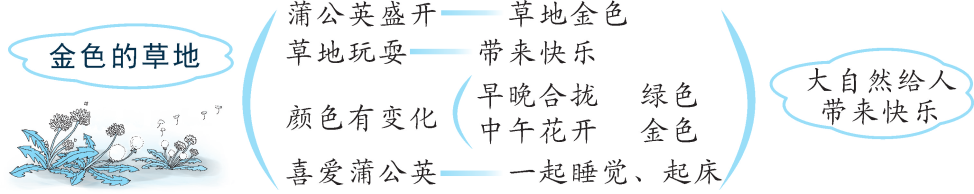 金色的草地
蒲公英盛开 草地金色
草地玩耍 带来快乐
颜色有变化
早晚合拢 绿色
中午花开 金色
喜爱蒲公英 一起睡觉、起床
大自然给人
带来快乐